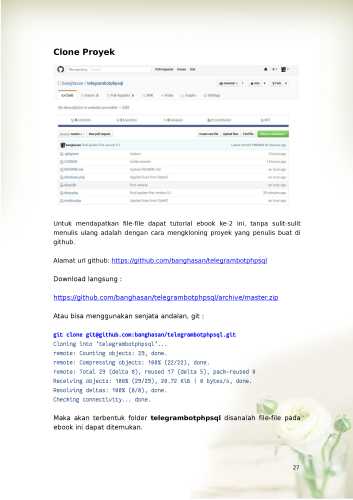 Clone Proyek
banghasan / telegrambotphpsql
Untuk mendapatkan file-file dapat tutorial ebook ke-2 ini, tanpa sulit-sulit
menulis ulang adalah dengan cara mengkloning proyek yang penulis buat di
github.
Alamat url github: https://github.com/banghasan/telegrambotphpsql
Download langsung :
https://github.com/banghasan/telegrambotphpsql/archive/master.zip
Atau bisa menggunakan senjata andalan, git :
git clone git@github.com:banghasan/telegrambotphpsql.git
Cloning into 'telegrambotphpsql'...
remote: Counting objects: 29, done.
remote: Compressing objects: 100% (22/22), done.
remote: Total 29 (delta 8), reused 17 (delta 5), pack-reused 0
Receiving objects: 100% (29/29), 20.72 KiB | 0 bytes/s, done.
Resolving deltas: 100% (8/8), done.
Checking connectivity... done.
Maka akan terbentuk folder telegrambotphpsql disanalah file-file pada
ebook ini dapat ditemukan.
27